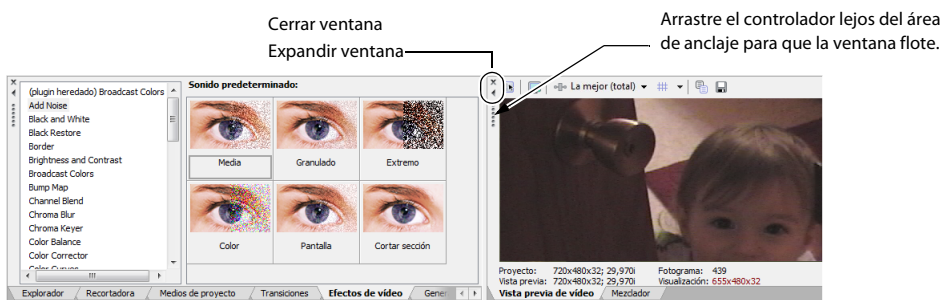 Cerrar ventana
Expandir ventana
Arrastre el controlador lejos del área
de anclaje para que la ventana flote.
(plugin heredado) Broadcast Colors
Add Noise
Black and White
Black Restore
Border
Brightness and Contrast
Broadcast Colors
Bump Map
Channel Blend
Chroma Blur
Chroma Keyer
Color Balance
Color Corrector
Color Curves
Sonido predeterminado:
Media
Granulado
Extremo
Color
Pantalla
Cortar sección
Explorador
Recortadora
Medios de proyecto
Transiciones
Efectos de vídeo
Gener
La mejor (total)
Proyecto: 720x480x32; 29,970i Fotograma: 439
Vista previa: 720x480x32; 29,970i Visualización: 655x480x32
Vista previa de vídeo
Mezclador